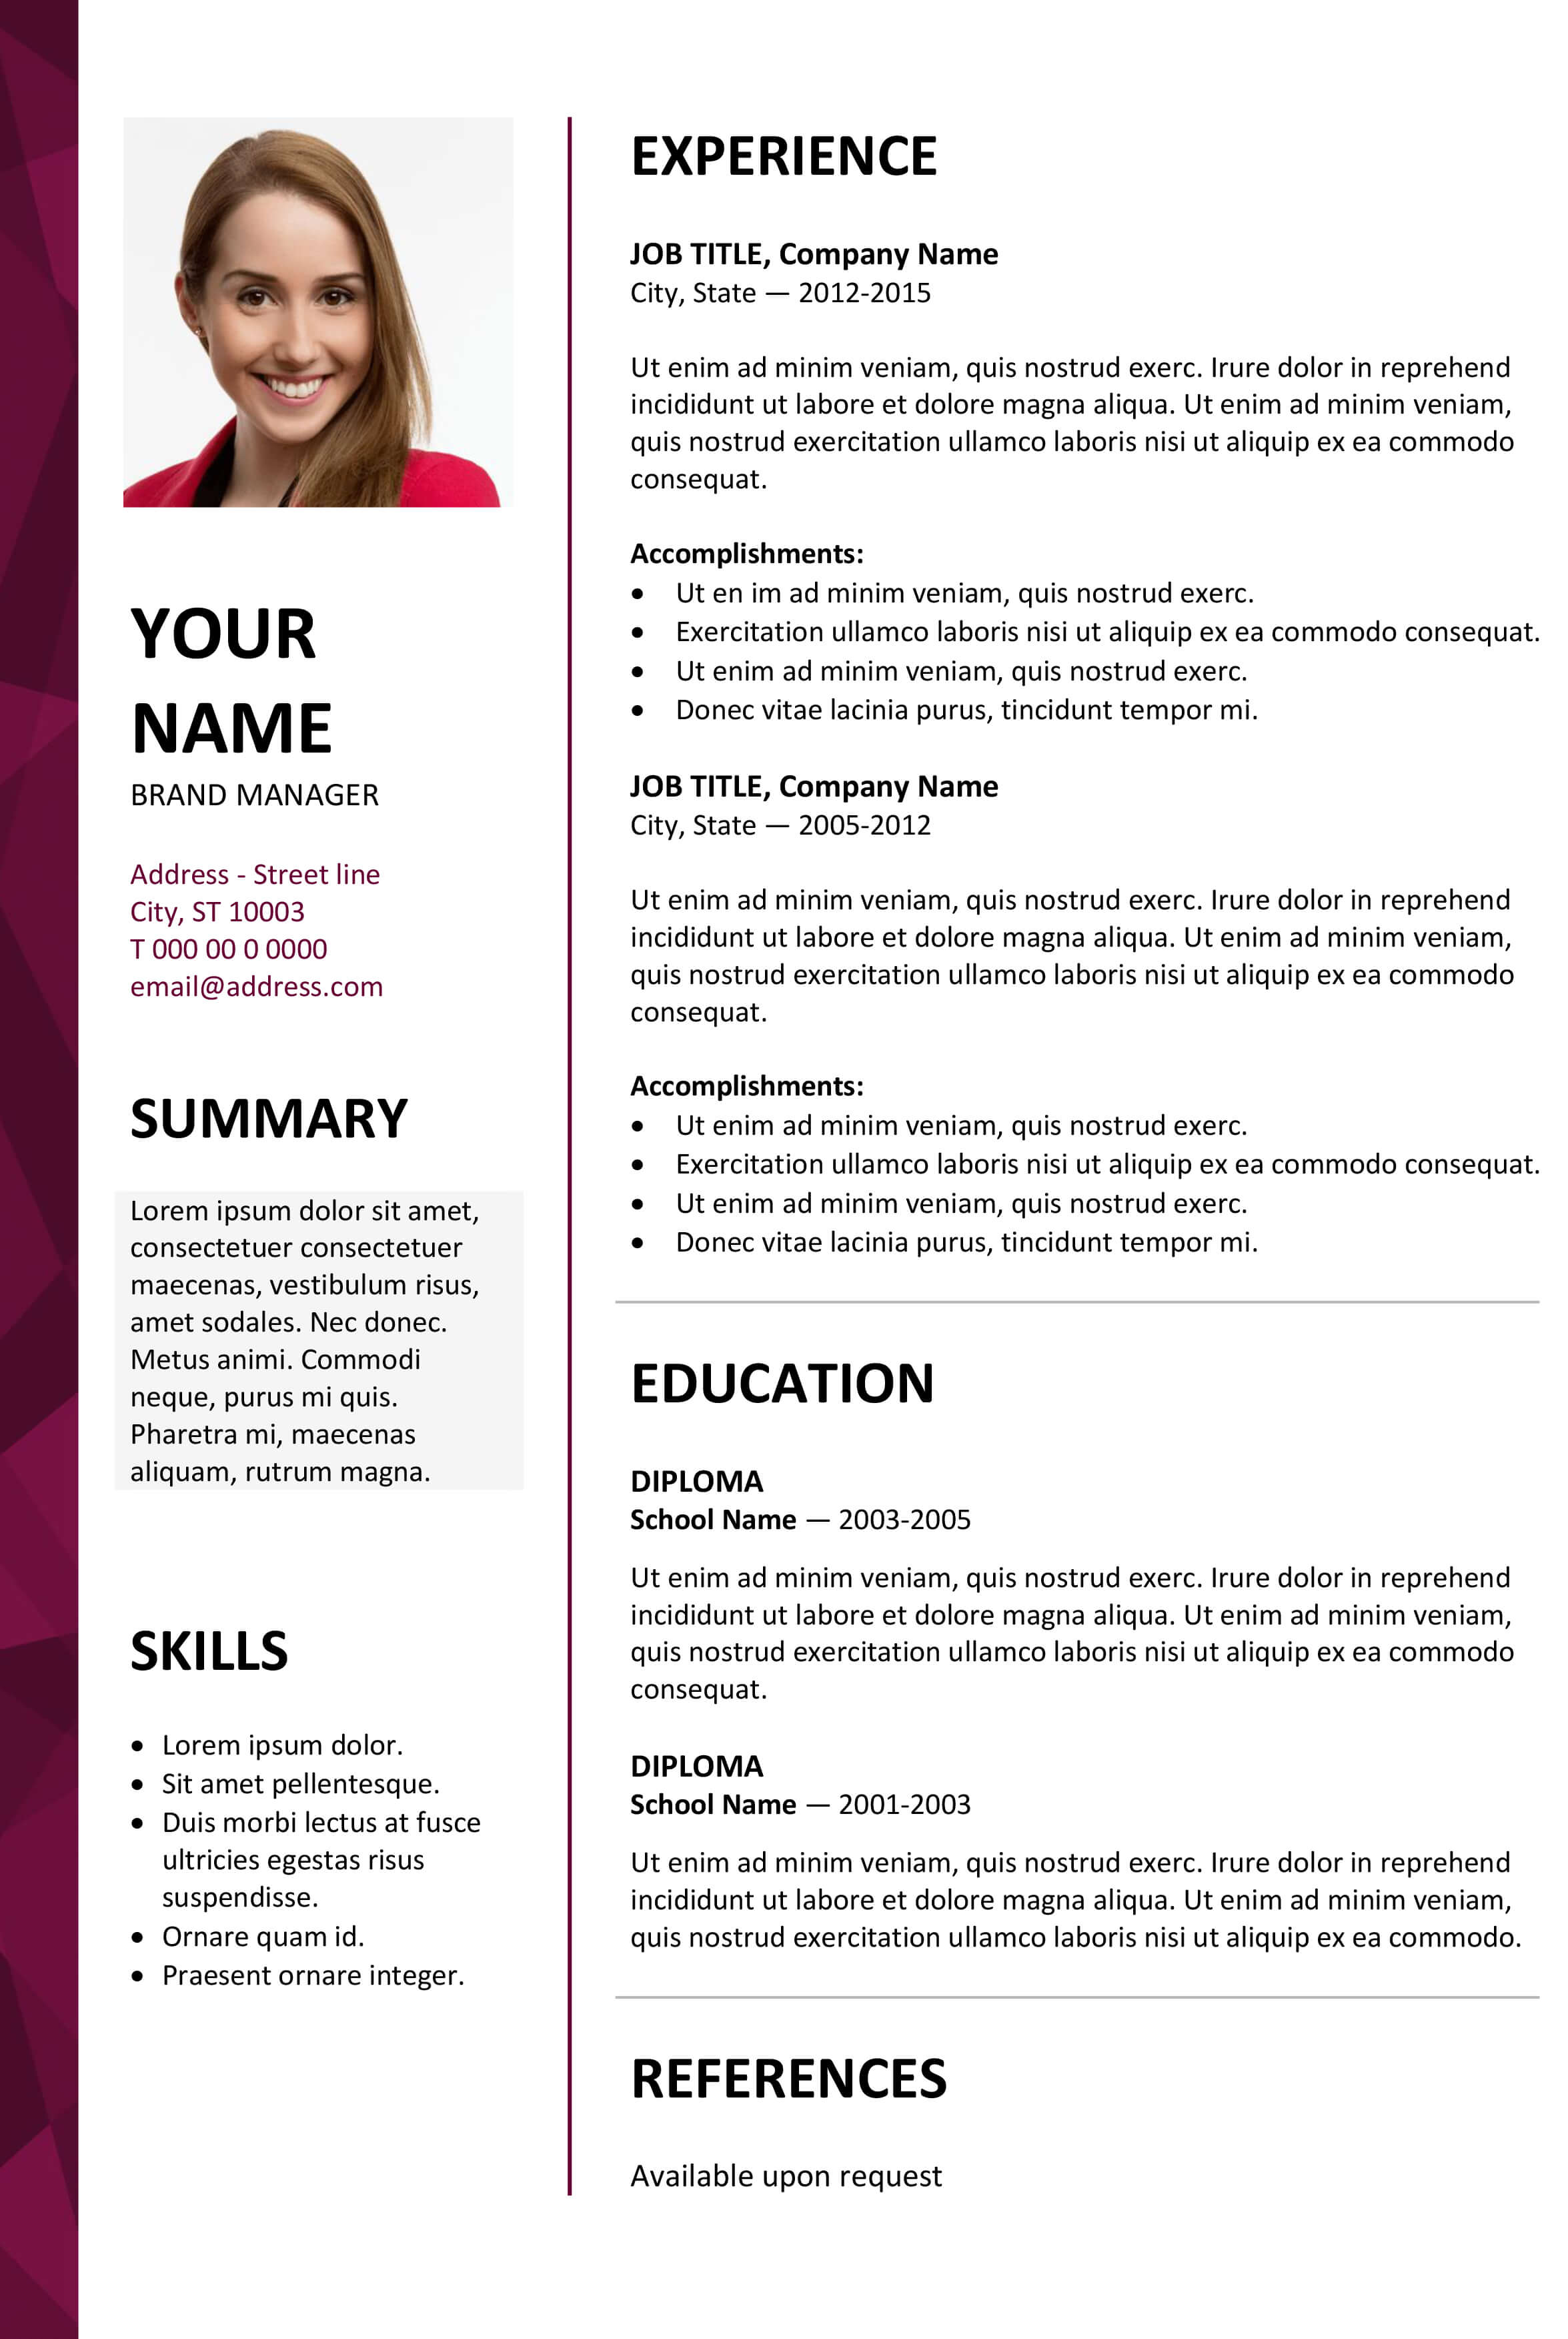 YOUR
NAME
BRAND MANAGER
Address - Street line
City, ST 10003
T 000 00 0 0000
email@address.com
SUMMARY
Lorem ipsum dolor sit amet,
consectetuer consectetuer
maecenas, vestibulum risus,
amet sodales. Nec donec.
Metus animi. Commodi
neque, purus mi quis.
Pharetra mi, maecenas
aliquam, rutrum magna.
SKILLS
• Lorem ipsum dolor.
• Sit amet pellentesque.
• Duis morbi lectus at fusce
ultricies egestas risus
suspendisse.
• Ornare quam id.
• Praesent ornare integer.
EXPERIENCE
JOB TITLE, Company Name
City, State — 2012-2015
Ut enim ad minim veniam, quis nostrud exerc. Irure dolor in reprehend
incididunt ut labore et dolore magna aliqua. Ut enim ad minim veniam,
quis nostrud exercitation ullamco laboris nisi ut aliquip ex ea commodo
consequat.
Accomplishments:
• Ut en im ad minim veniam, quis nostrud exerc.
• Exercitation ullamco laboris nisi ut aliquip ex ea commodo consequat.
• Ut enim ad minim veniam, quis nostrud exerc.
• Donec vitae lacinia purus, tincidunt tempor mi.
JOB TITLE, Company Name
City, State — 2005-2012
Ut enim ad minim veniam, quis nostrud exerc. Irure dolor in reprehend
incididunt ut labore et dolore magna aliqua. Ut enim ad minim veniam,
quis nostrud exercitation ullamco laboris nisi ut aliquip ex ea commodo
consequat.
Accomplishments:
• Ut enim ad minim veniam, quis nostrud exerc.
• Exercitation ullamco laboris nisi ut aliquip ex ea commodo consequat.
• Ut enim ad minim veniam, quis nostrud exerc.
• Donec vitae lacinia purus, tincidunt tempor mi.
EDUCATION
DIPLOMA
School Name — 2003-2005
Ut enim ad minim veniam, quis nostrud exerc. Irure dolor in reprehend
incididunt ut labore et dolore magna aliqua. Ut enim ad minim veniam,
quis nostrud exercitation ullamco laboris nisi ut aliquip ex ea commodo
consequat.
DIPLOMA
School Name — 2001-2003
Ut enim ad minim veniam, quis nostrud exerc. Irure dolor in reprehend
incididunt ut labore et dolore magna aliqua. Ut enim ad minim veniam,
quis nostrud exercitation ullamco laboris nisi ut aliquip ex ea commodo.
REFERENCES
Available upon request